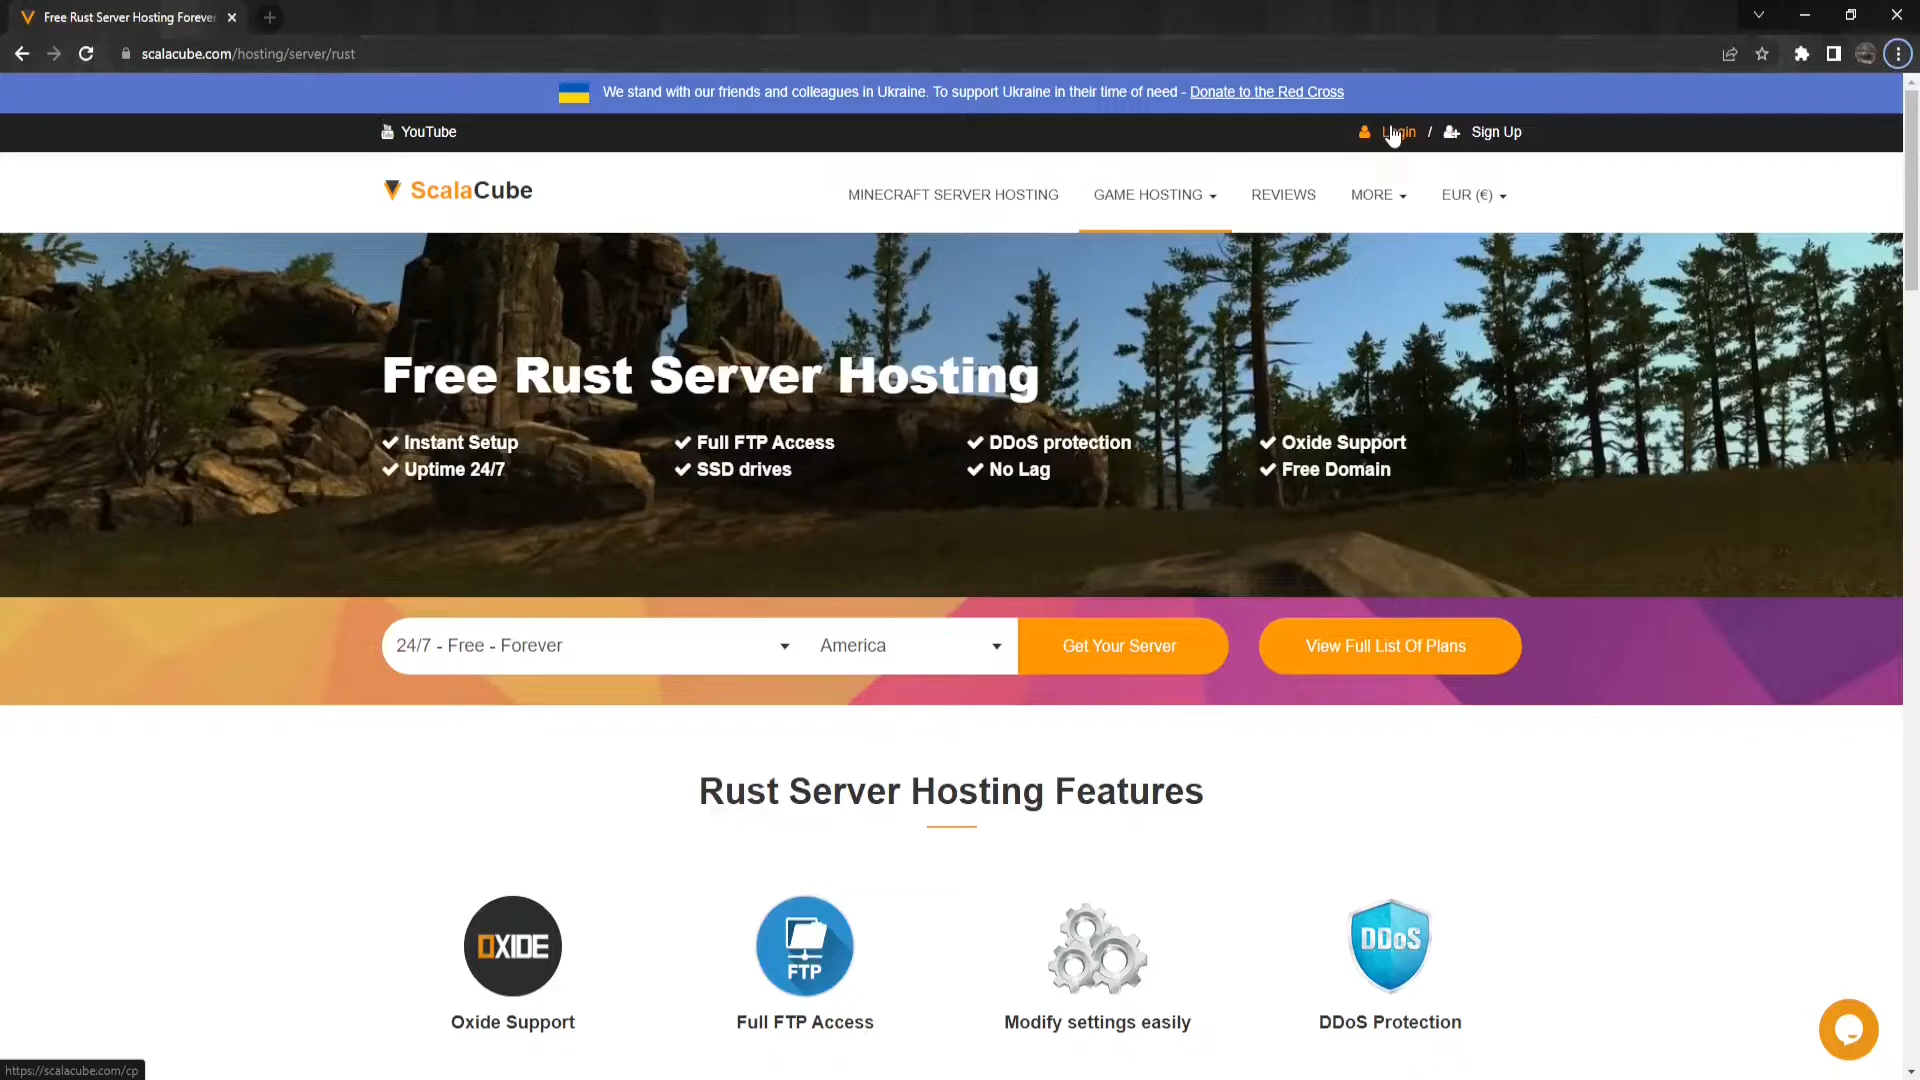 Free Rust Server Hosting Forever
scalacube.com/hosting/server/rust
We stand with our friends and colleagues in Ukraine. To support Ukraine in their time of need - Donate to the Red Cross
YouTube
Login / Sign Up
ScalaCube
MINECRAFT SERVER HOSTING
GAME HOSTING
REVIEWS
MORE
EUR (€)
Free Rust Server Hosting
Instant Setup
Full FTP Access
DDoS protection
Oxide Support
Uptime 24/7
SSD drives
No Lag
Free Domain
24/7 - Free - Forever
America
Get Your Server
View Full List Of Plans
Rust Server Hosting Features
OXIDE
FTP
DDoS
Oxide Support
Full FTP Access
Modify settings easily
DDoS Protection
https://scalacube.com/cp